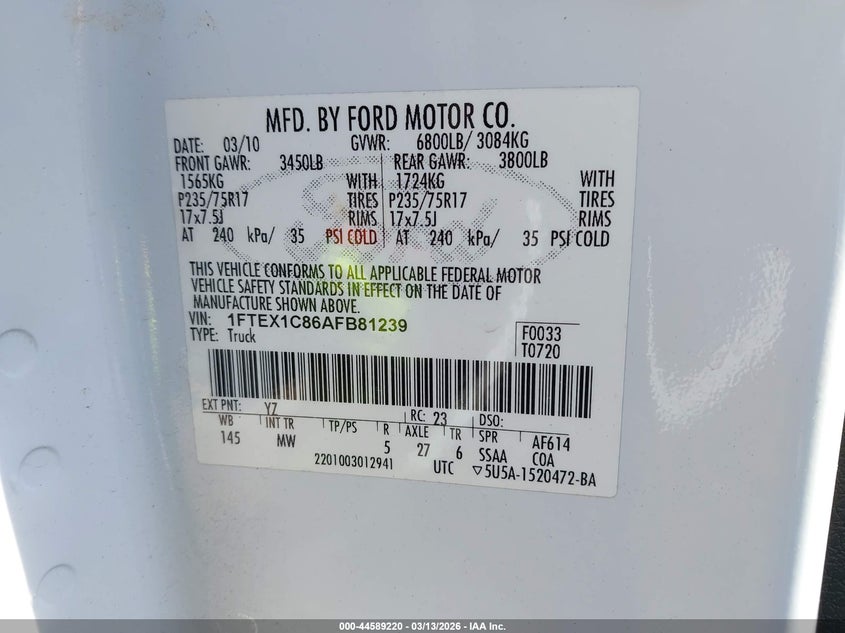 MFD. BY FORD MOTOR CO.
DATE: 03/10 GVWR: 6800LB/ 3084KG
FRONT GAWR: 3450LB REAR GAWR: 3800LB
1565KG WITH 1724KG WITH
P235/75R17 TIRES P235/75R17 TIRES
17x7.5J RIMS 17x7.5J RIMS
AT 240 kPa/ 35 PSI COLD AT 240 kPa/ 35 PSI COLD
THIS VEHICLE CONFORMS TO ALL APPLICABLE FEDERAL MOTOR
VEHICLE SAFETY STANDARDS IN EFFECT ON THE DATE OF
MANUFACTURE SHOWN ABOVE.
VIN: 1FTEX1C86AFB81239 F0033
TYPE: Truck T0720
EXT PNT: YZ RC: 23 DSO:
WB INT TR TP/PS R AXLE TR SPR AF614
145 MW 5 27 6 SSAA COA
2201003012941 UTC ▽5U5A-1520472-BA
000-44589220 - 03/13/2026 - IAA Inc.